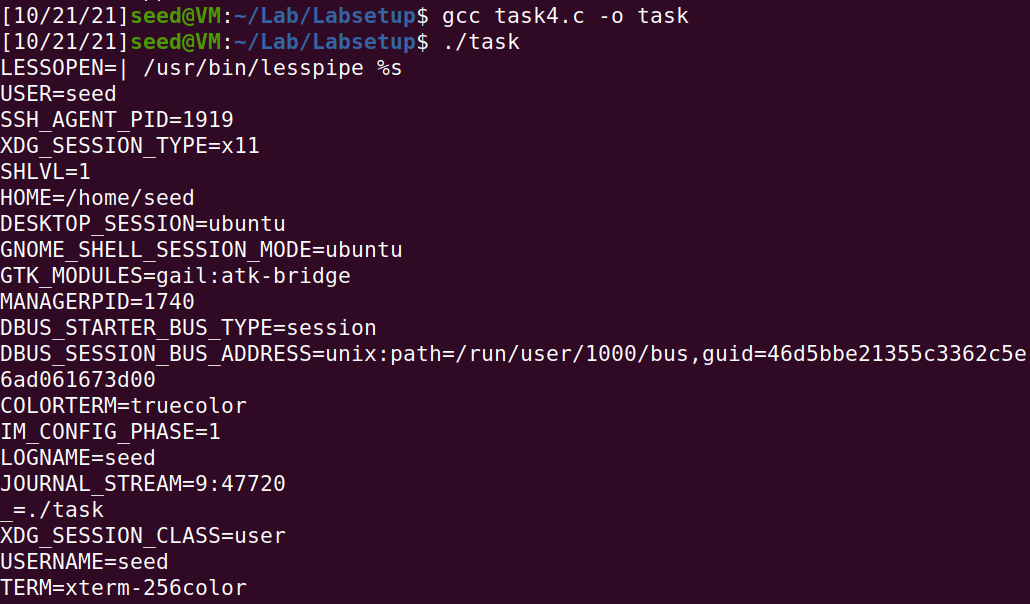 [10/21/21]seed@VM:~/Lab/Labsetup$ gcc task4.c -o task
[10/21/21]seed@VM:~/Lab/Labsetup$ ./task
LESSOPEN=| /usr/bin/lesspipe %s
USER=seed
SSH_AGENT_PID=1919
XDG_SESSION_TYPE=x11
SHLVL=1
HOME=/home/seed
DESKTOP_SESSION=ubuntu
GNOME_SHELL_SESSION_MODE=ubuntu
GTK_MODULES=gail:atk-bridge
MANAGERPID=1740
DBUS_STARTER_BUS_TYPE=session
DBUS_SESSION_BUS_ADDRESS=unix:path=/run/user/1000/bus,guid=46d5bbe21355c3362c5e
6ad061673d00
COLORTERM=truecolor
IM_CONFIG_PHASE=1
LOGNAME=seed
JOURNAL_STREAM=9:47720
_=./task
XDG_SESSION_CLASS=user
USERNAME=seed
TERM=xterm-256color